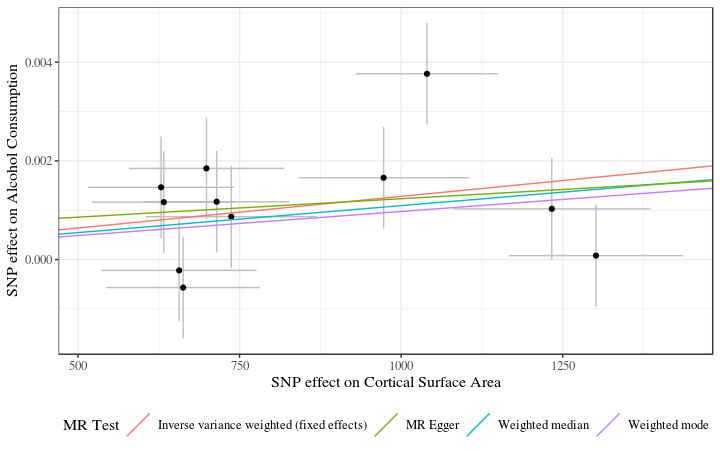 SNP effect on Alcohol Consumption
0.004
0.002
0.000
500 750 1000 1250
SNP effect on Cortical Surface Area
MR Test Inverse variance weighted (fixed effects) MR Egger Weighted median Weighted mode